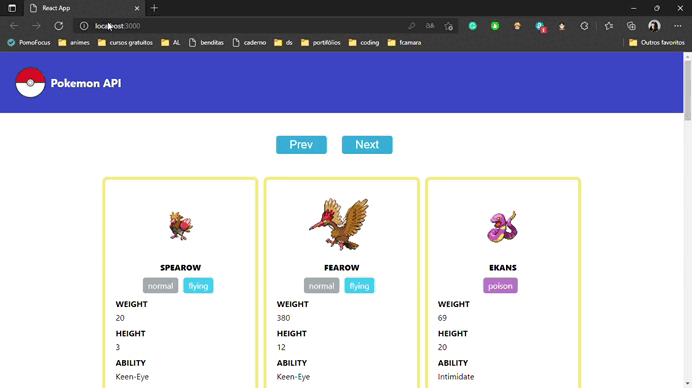 React App
localhost:3000
PomoFocus animes cursos gratuitos AL benditas caderno ds portifólios coding fcamara Outros favoritos
Pokemon API
Prev Next
SPEAROW FEAROW EKANS
normal flying normal flying poison
WEIGHT WEIGHT WEIGHT
20 380 69
HEIGHT HEIGHT HEIGHT
3 12 20
ABILITY ABILITY ABILITY
Keen-Eye Keen-Eye Intimidate